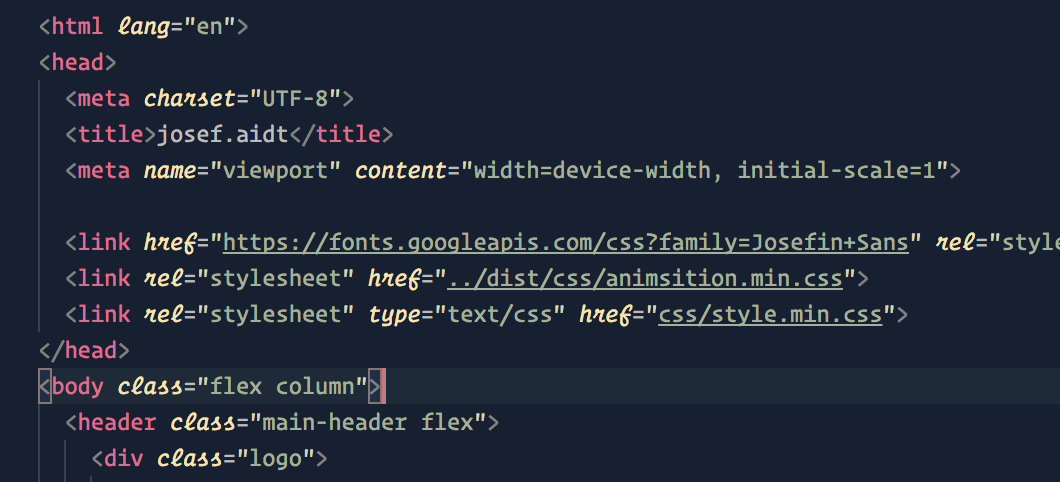 <html lang="en">
<head>
<meta charset="UTF-8">
<title>josef.aidt</title>
<meta name="viewport" content="width=device-width, initial-scale=1">
<link href="https://fonts.googleapis.com/css?family=Josefin+Sans" rel="style
<link rel="stylesheet" href="../dist/css/animsition.min.css">
<link rel="stylesheet" type="text/css" href="css/style.min.css">
</head>
<body class="flex column">
<header class="main-header flex">
<div class="logo">